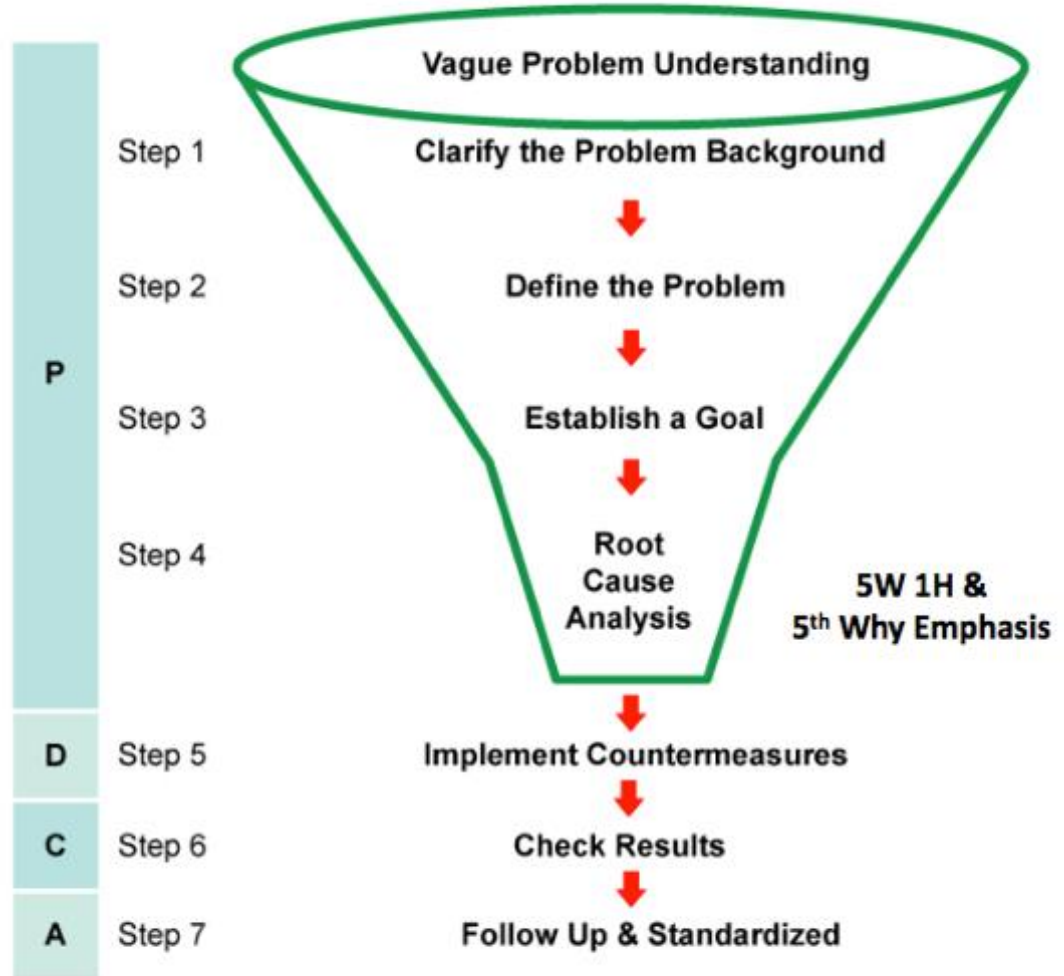 Vague Problem Understanding
Step 1
Clarify the Problem Background
Step 2
Define the Problem
P
Step 3
Establish a Goal
Step 4
Root
Cause
Analysis
5W 1H &
5th Why Emphasis
D
Step 5
Implement Countermeasures
C
Step 6
Check Results
A
Step 7
Follow Up & Standardized